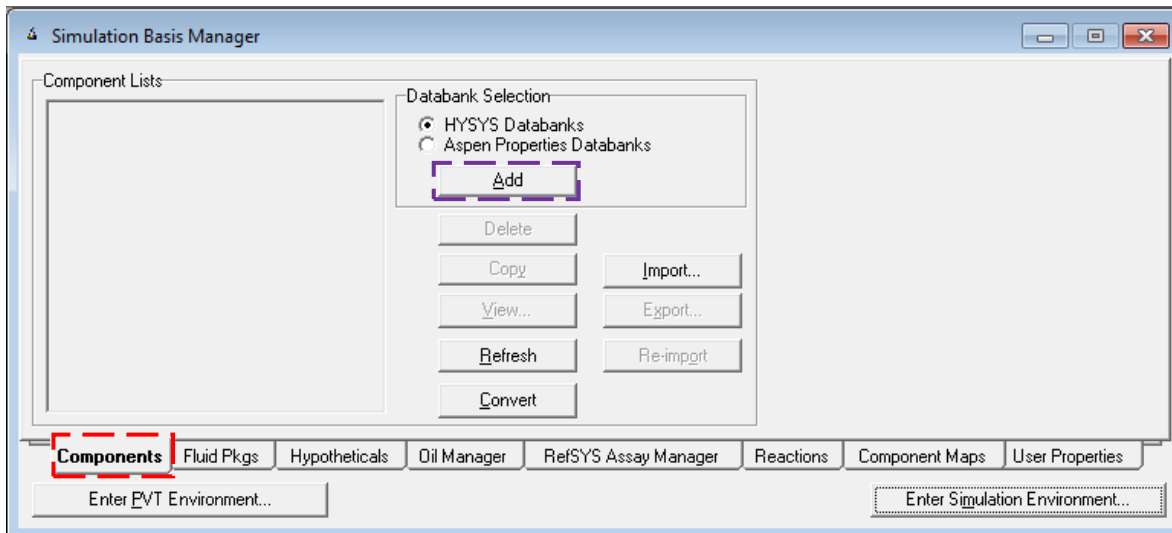 Simulation Basis Manager
Component Lists
Databank Selection
HYSYS Databanks
Aspen Properties Databanks
Add
Delete
Copy Import...
View... Export...
Refresh Re-import
Convert
Components Fluid Pkgs Hypotheticals Oil Manager RefSYS Assay Manager Reactions Component Maps User Properties
Enter PVT Environment... Enter Simulation Environment...